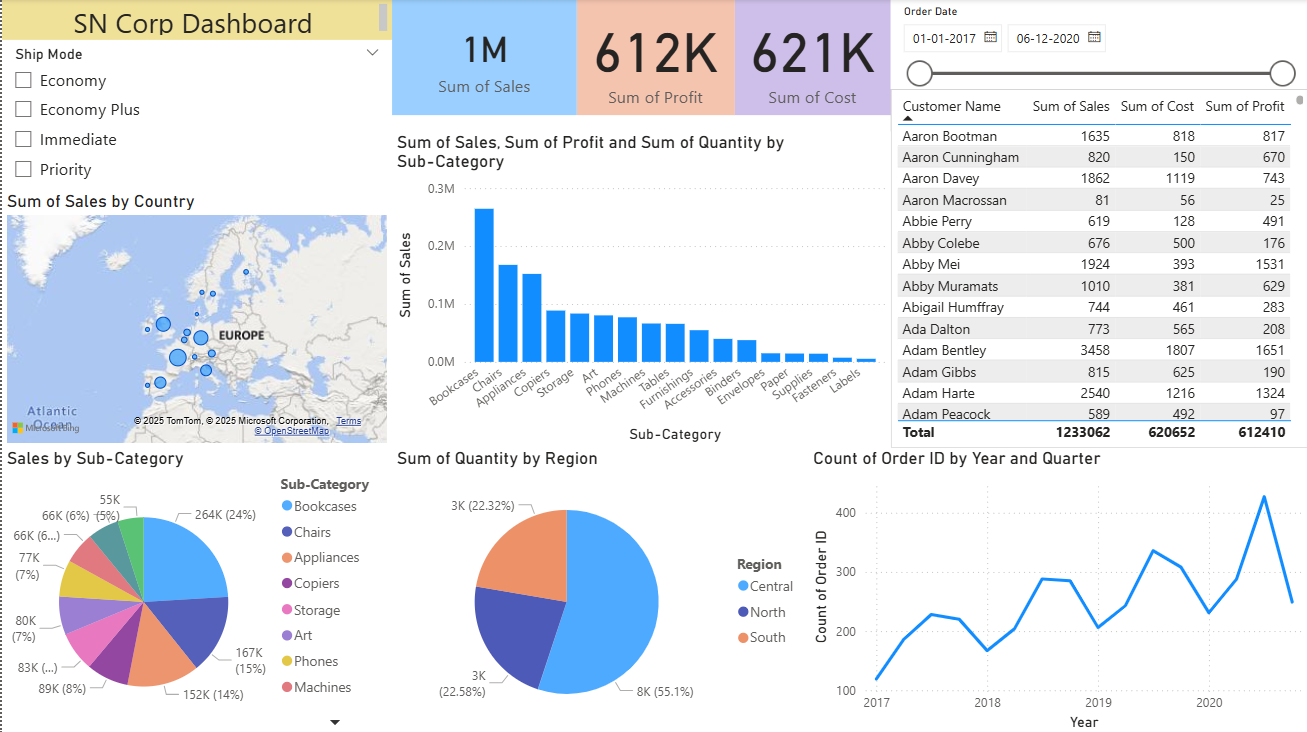 SN Corp Dashboard
Ship Mode
Economy
Economy Plus
Immediate
Priority
1M
Sum of Sales
612K
Sum of Profit
621K
Sum of Cost
Order Date
01-01-2017 06-12-2020
Customer Name Sum of Sales Sum of Cost Sum of Profit
Aaron Bootman 1635 818 817
Aaron Cunningham 820 150 670
Aaron Davey 1862 1119 743
Aaron Macrossan 81 56 25
Abbie Perry 619 128 491
Abby Colebe 676 500 176
Abby Mei 1924 393 1531
Abby Muramats 1010 381 629
Abigail Humffray 744 461 283
Ada Dalton 773 565 208
Adam Bentley 3458 1807 1651
Adam Gibbs 815 625 190
Adam Harte 2540 1216 1324
Adam Peacock 589 492 97
Total 1233062 620652 612410
Sum of Sales by Country
EUROPE
Atlantic
Ocean
Microsoft Bing
© 2025 TomTom, © 2025 Microsoft Corporation, Terms
© OpenStreetMap
Sum of Sales, Sum of Profit and Sum of Quantity by
Sub-Category
Sum of Sales
0.3M
0.2M
0.1M
0.0M
Bookcases
Chairs
Appliances
Copiers
Storage
Art
Phones
Machines
Tables
Furnishings
Accessories
Binders
Envelopes
Paper
Supplies
Fasteners
Labels
Sub-Category
Sales by Sub-Category
264K (24%)
167K
(15%)
152K (14%)
89K (8%)
83K (...)
80K
(7%)
77K
(7%)
66K (6...)
66K (6%)
55K
(5%)
Sub-Category
Bookcases
Chairs
Appliances
Copiers
Storage
Art
Phones
Machines
Sum of Quantity by Region
3K (22.32%)
3K
(22.58%)
8K (55.1%)
Region
Central
North
South
Count of Order ID by Year and Quarter
Count of Order ID
400
300
200
100
2017 2018 2019 2020
Year